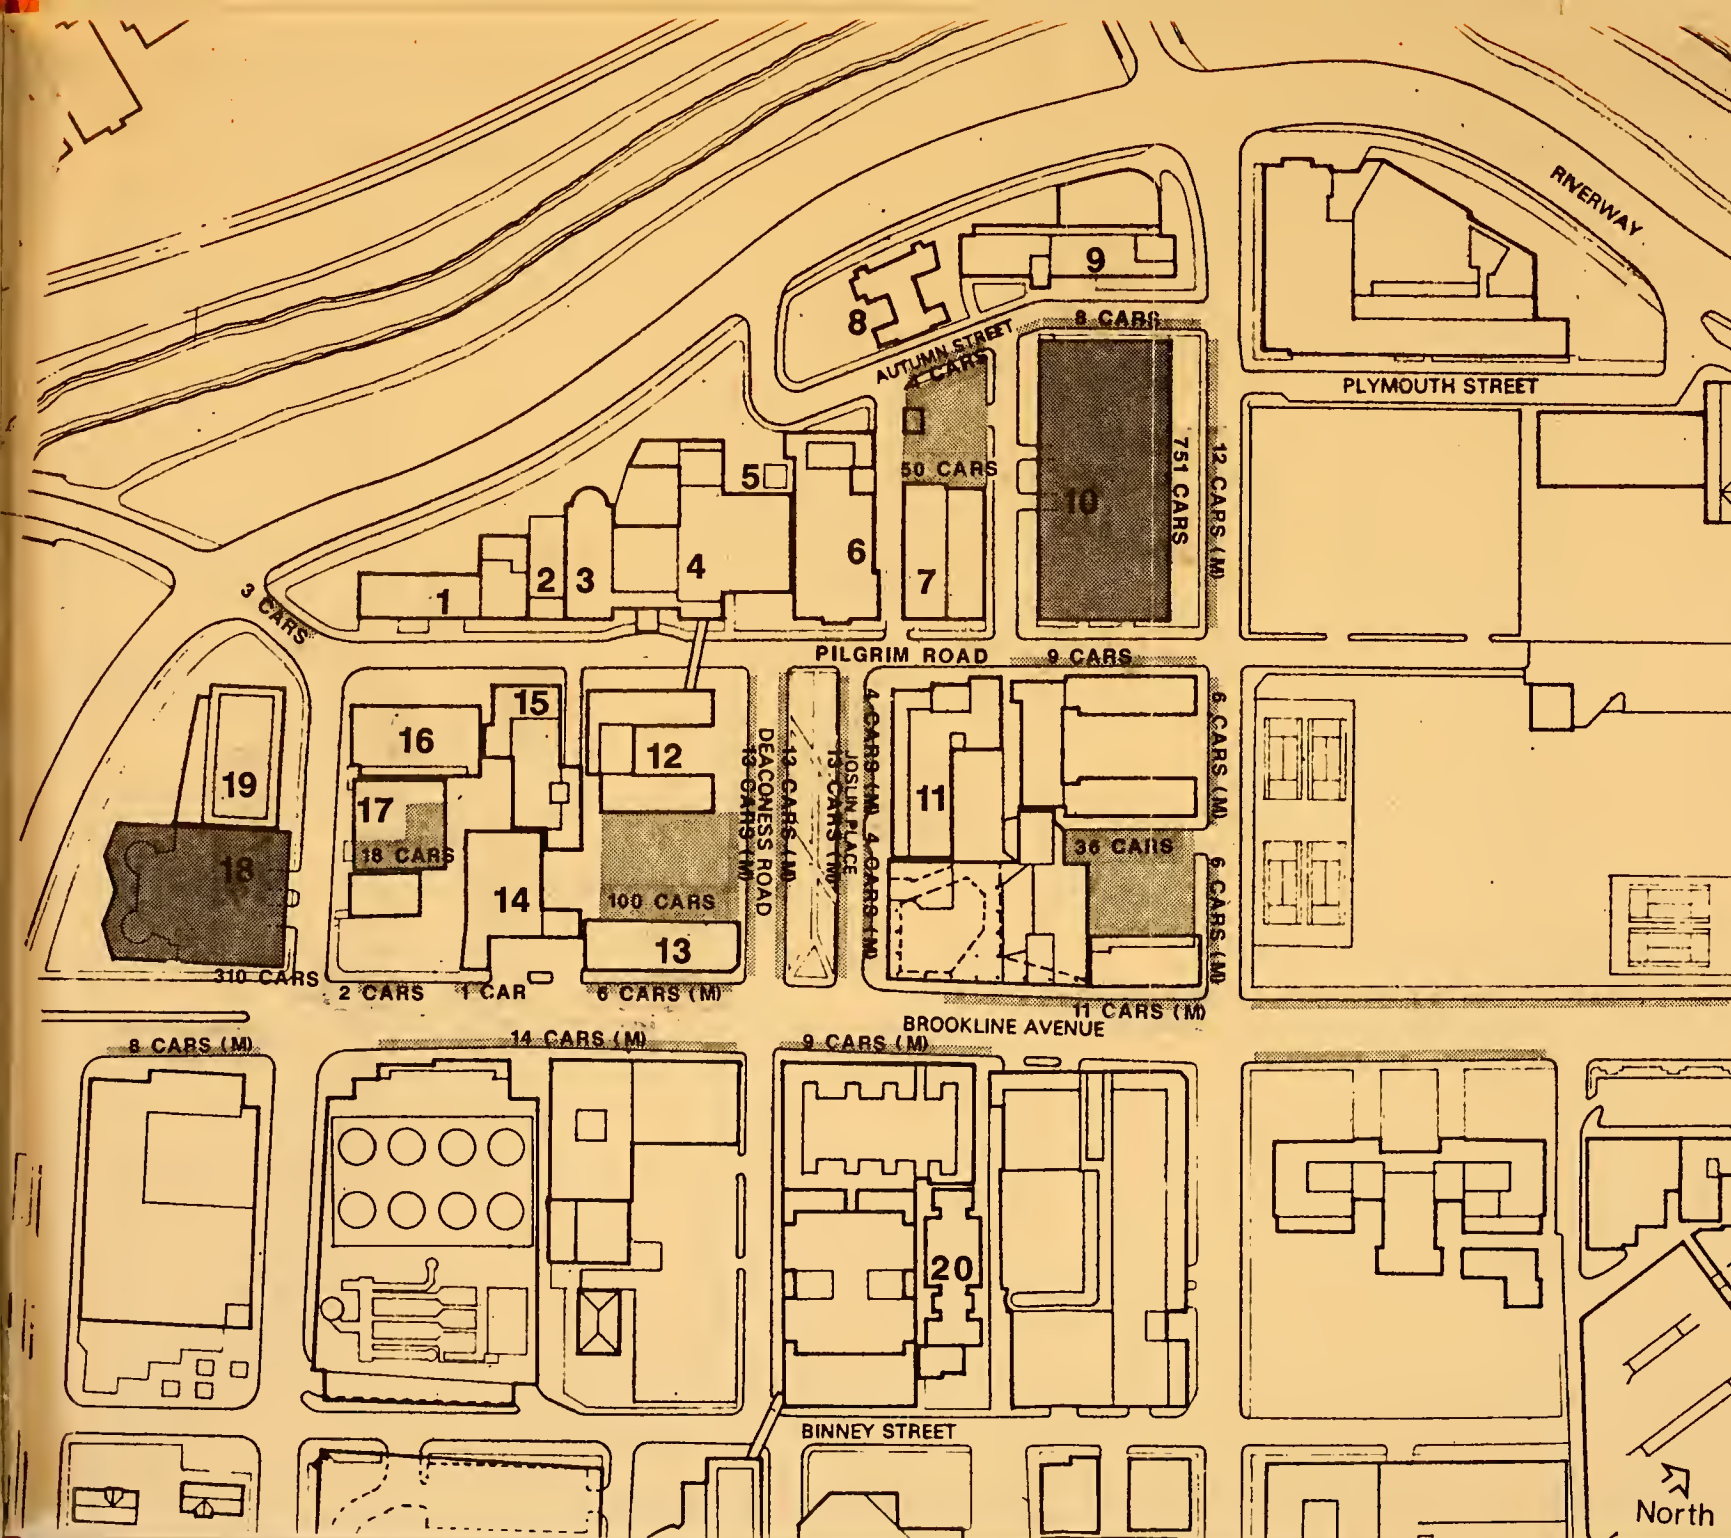 RIVERWAY
9
8
8 CARS
AUTUMN STREET
4 CARS
PLYMOUTH STREET
50 CARS
5
10
751 CARS
12 CARS (M)
6
4
7
3
2
1
3 CARS
PILGRIM ROAD
9 CARS
15
16
12
19
17
11
4 CARS (M)
4 CARS (M)
6 CARS (M)
6 CARS (M)
13 CARS (M)
DEACONESS ROAD
13 CARS (M)
13 CARS (M)
JOSLIN PLACE
18
18 CARS
36 CARS
14
100 CARS
13
310 CARS
2 CARS
1 CAR
6 CARS (M)
11 CARS (M)
BROOKLINE AVENUE
8 CARS (M)
14 CARS (M)
9 CARS (M)
20
BINNEY STREET
North